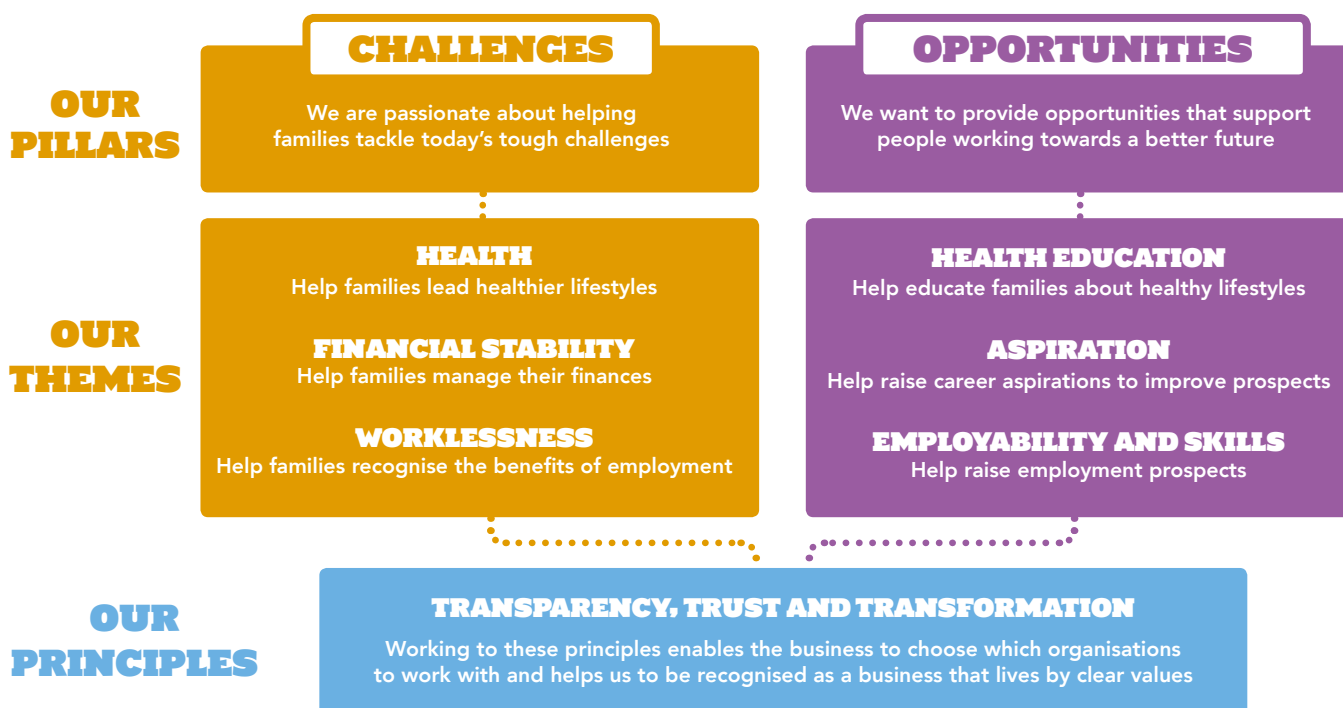 CHALLENGES
OPPORTUNITIES
OUR
PILLARS
We are passionate about helping
families tackle today's tough challenges
We want to provide opportunities that support
people working towards a better future
OUR
THEMES
HEALTH
Help families lead healthier lifestyles
FINANCIAL STABILITY
Help families manage their finances
WORKLESSNESS
Help families recognise the benefits of employment
HEALTH EDUCATION
Help educate families about healthy lifestyles
ASPIRATION
Help raise career aspirations to improve prospects
EMPLOYABILITY AND SKILLS
Help raise employment prospects
OUR
PRINCIPLES
TRANSPARENCY, TRUST AND TRANSFORMATION
Working to these principles enables the business to choose which organisations
to work with and helps us to be recognised as a business that lives by clear values